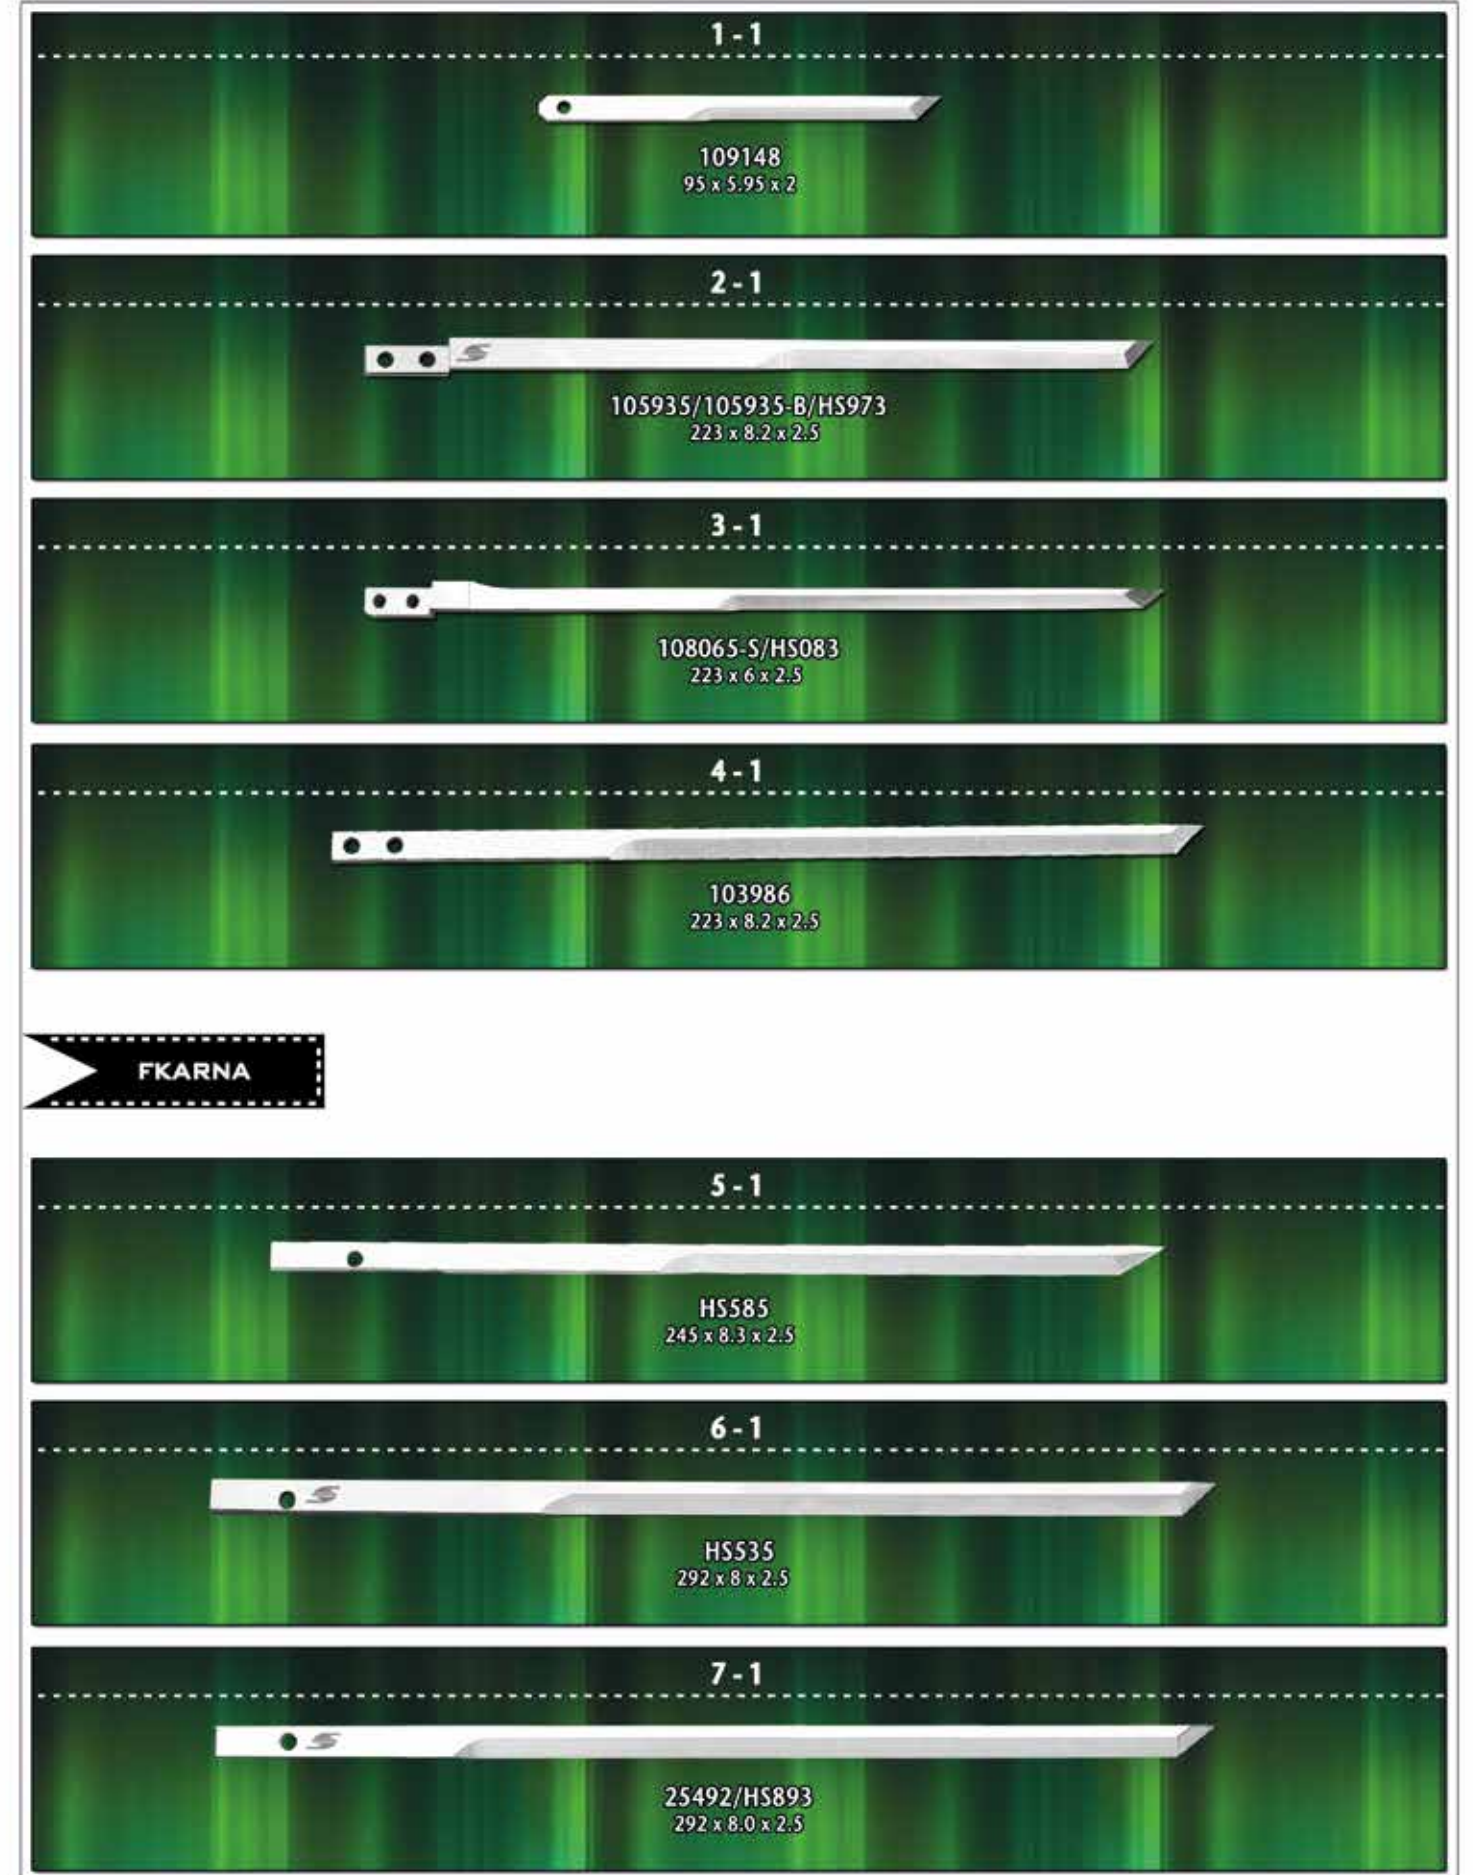 1 - 1
109148
95 x 5.95 x 2
2 - 1
105935/105935-B/HS973
223 x 8.2 x 2.5
3 - 1
108065-S/HS083
223 x 6 x 2.5
4 - 1
103986
223 x 8.2 x 2.5
FKARNA
5 - 1
HS585
245 x 8.3 x 2.5
6 - 1
HS535
292 x 8 x 2.5
7 - 1
25492/HS893
292 x 8.0 x 2.5